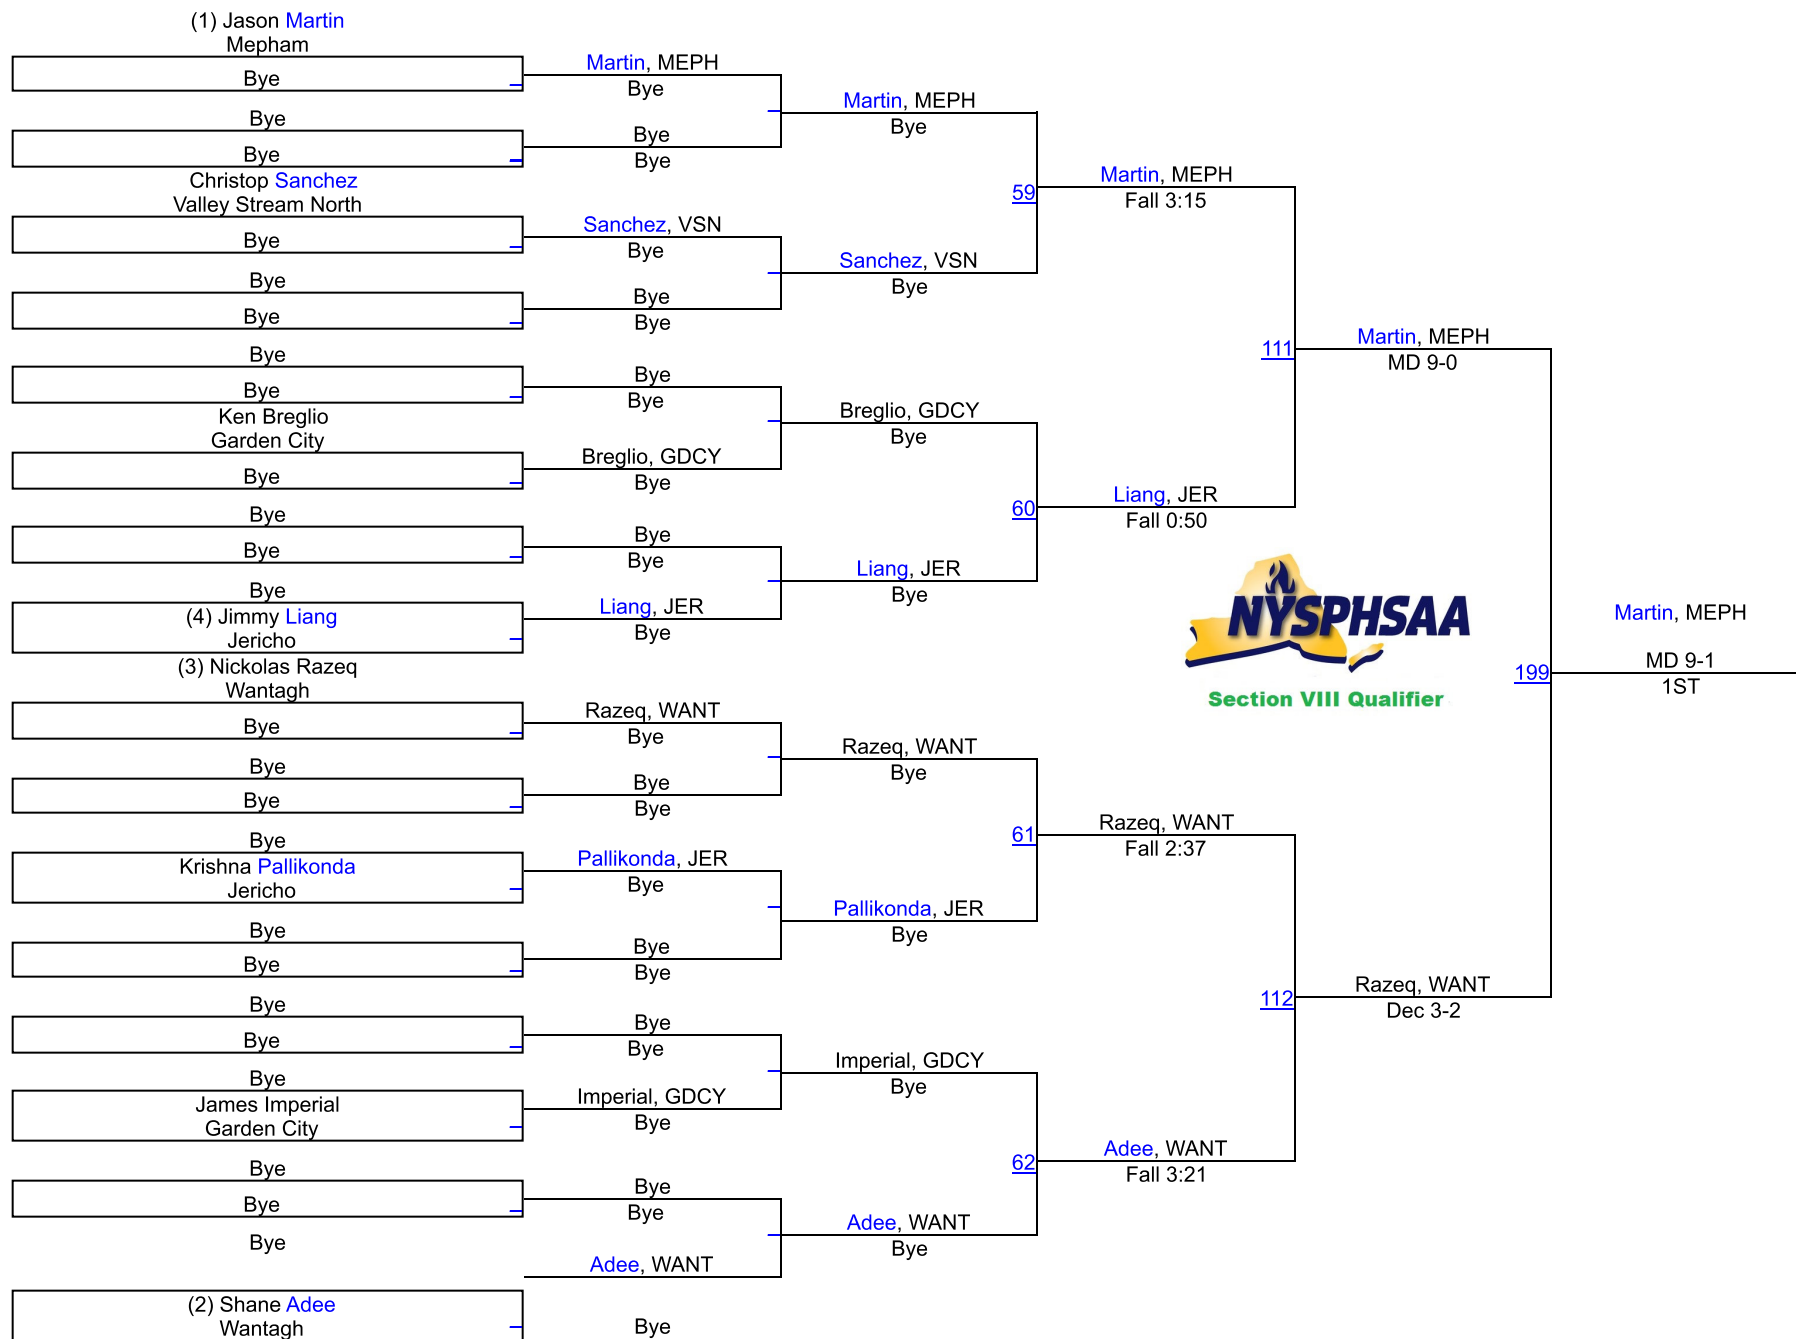 (1) Jason Martin
Mepham
Bye
Bye
Bye
Christop Sanchez
Valley Stream North
Bye
Bye
Bye
Bye
Bye
Ken Breglio
Garden City
Bye
Bye
Bye
Bye
(4) Jimmy Liang
Jericho
(3) Nickolas Razeq
Wantagh
Bye
Bye
Bye
Bye
Krishna Pallikonda
Jericho
Bye
Bye
Bye
Bye
Bye
James Imperial
Garden City
Bye
Bye
Bye
(2) Shane Adee
Wantagh
Martin, MEPH
Bye
Bye
Bye
Sanchez, VSN
Bye
Bye
Bye
Bye
Bye
Breglio, GDCY
Bye
Bye
Bye
Liang, JER
Bye
Razeq, WANT
Bye
Bye
Bye
Pallikonda, JER
Bye
Bye
Bye
Bye
Bye
Imperial, GDCY
Bye
Bye
Bye
Adee, WANT
Bye
Martin, MEPH
Bye
Sanchez, VSN
Bye
Breglio, GDCY
Bye
Liang, JER
Bye
Razeq, WANT
Bye
Pallikonda, JER
Bye
Imperial, GDCY
Bye
Adee, WANT
Bye
59
60
61
62
Martin, MEPH
Fall 3:15
Liang, JER
Fall 0:50
Razeq, WANT
Fall 2:37
Adee, WANT
Fall 3:21
111
112
NYSPHSAA
Section VIII Qualifier
Martin, MEPH
MD 9-0
Razeq, WANT
Dec 3-2
199
Martin, MEPH
MD 9-1
1ST